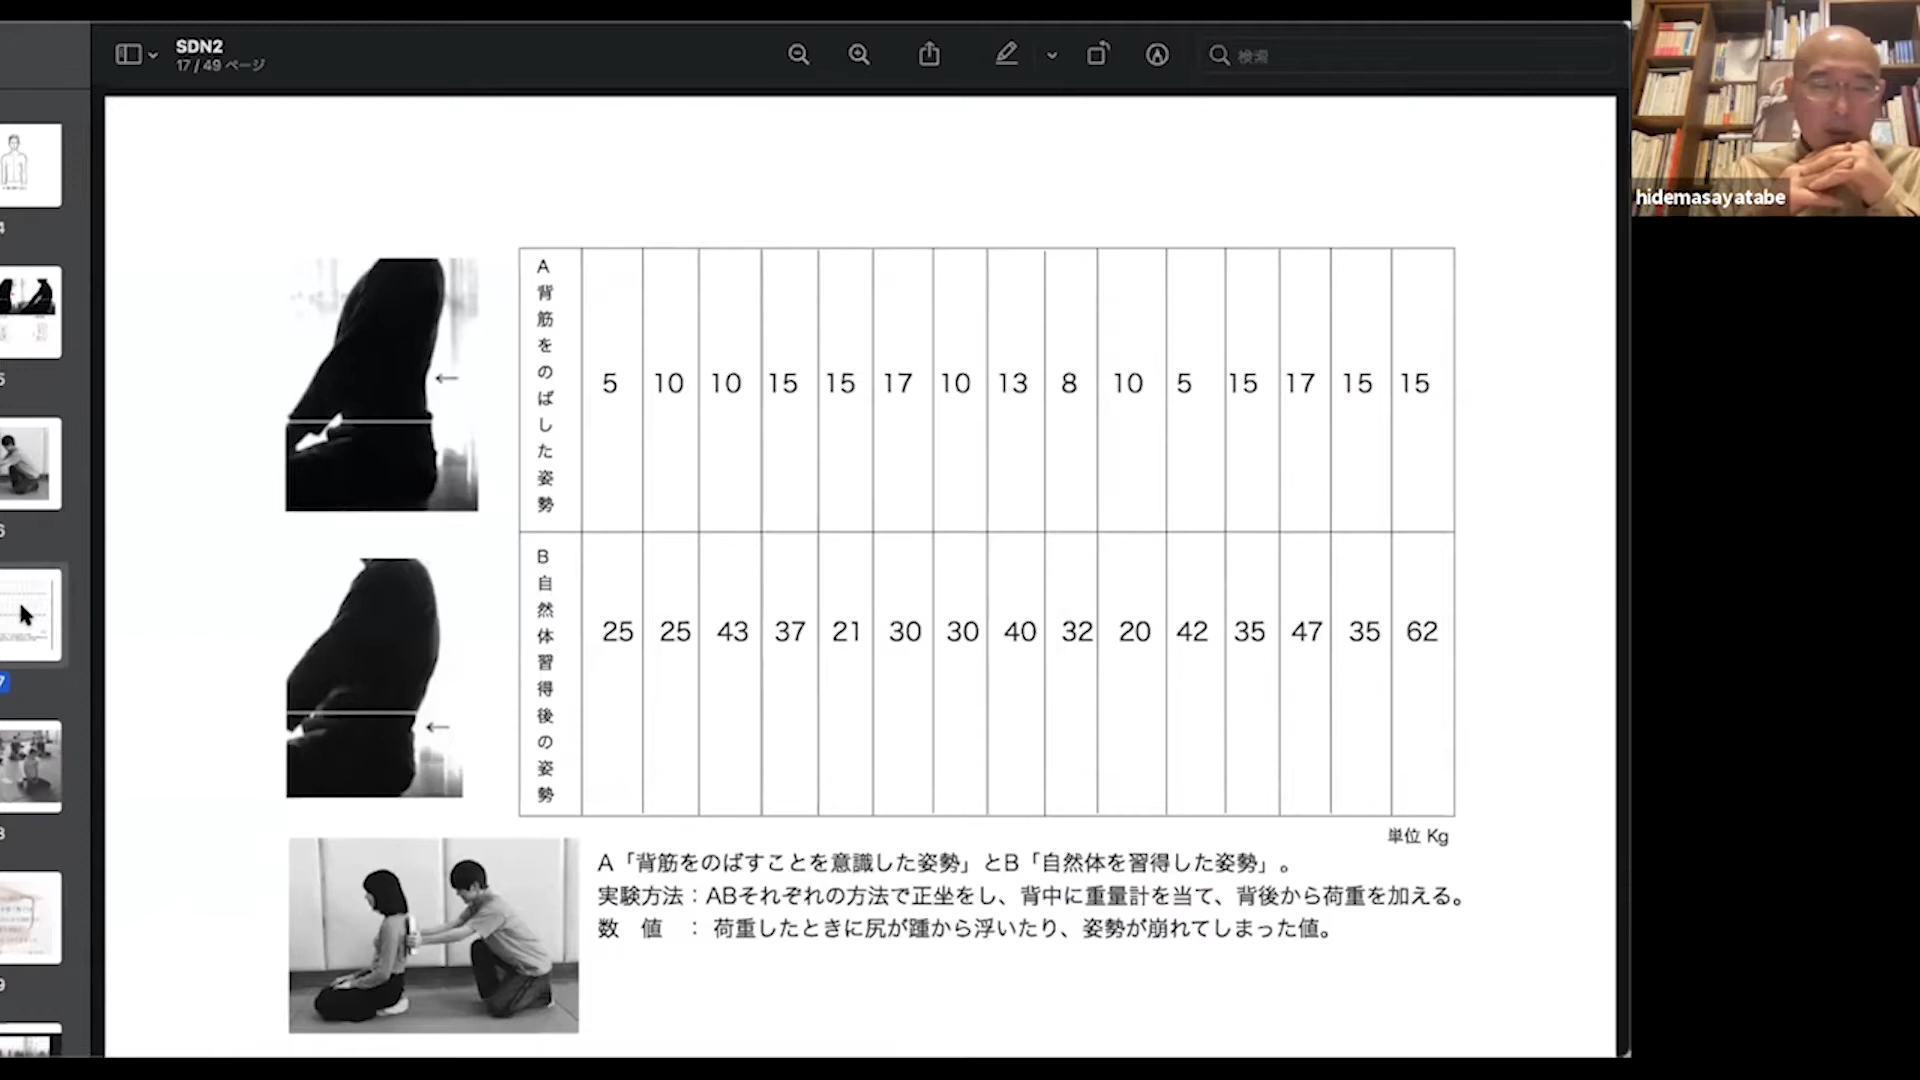 SDN2
17 / 49 ページ
検索
hidemasayatabe
A 背筋をのばした姿勢
5 10 10 15 15 17 10 13 8 10 5 15 17 15 15
B 自然体習得後の姿勢
25 25 43 37 21 30 30 40 32 20 42 35 47 35 62
単位 Kg
A「背筋をのばすことを意識した姿勢」とB「自然体を習得した姿勢」。
実験方法：ABそれぞれの方法で正坐をし、背中に重量計を当て、背後から荷重を加える。
数 値 ： 荷重したときに尻が踵から浮いたり、姿勢が崩れてしまった値。
4
5
6
7
8
9